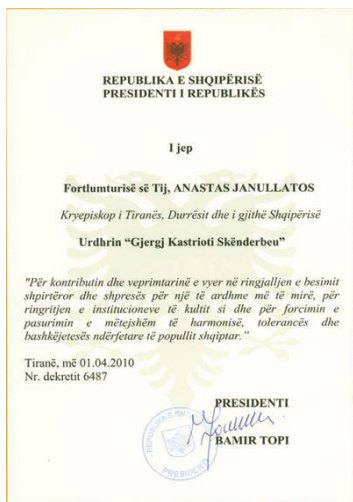 REPUBLIKA E SHQIPËRISË
PRESIDENTI I REPUBLIKËS
I jep
Fortlumturisë së Tij, ANASTAS JANULLATOS
Kryepiskop i Tiranës, Durrësit dhe i gjithë Shqipërisë
Urdhrin “Gjergj Kastrioti Skënderbeu”
"Për kontributin dhe veprimtarinë e vyer në ringjalljen e besimit
shpirtëror dhe shpresës për një të ardhme më të mirë, për
ringritjen e institucioneve të kultit si dhe për forcimin e
pasurimin e mëtejshëm të harmonisë, tolerancës dhe
bashkëjetesës ndërfetare të popullit shqiptar."
Tiranë, më 01.04.2010
Nr. dekretit 6487
PRESIDENTI
BAMIR TOPI